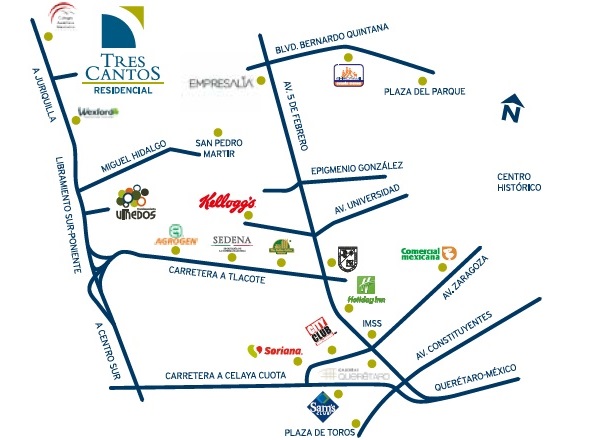 BLVD. BERNARDO QUINTANA
TRES
CANTOS
RESIDENCIAL
A JURIQUILLA
EMPRESALIA
PLAZA DEL PARQUE
AV. 5 DE FEBRERO
N
Wexford
SAN PEDRO
MARTIR
MIGUEL HIDALGO
EPIGMENIO GONZÁLEZ
CENTRO
HISTÓRICO
LIBRAMIENTO SUR-PONIENTE
UMEDOS
Kellogg's
AV. UNIVERSIDAD
AGROGEN
SEDENA
CARRETERA A TLACOTE
Comercial
mexicana
AV. ZARAGOZA
Holiday Inn
IMSS
CITY
CLUB
AV. CONSTITUYENTES
A CENTRO SUR
Soriana
CARRETERA A CELAYA CUOTA
QUERÉTARO
QUERÉTARO-MÉXICO
Sam's
CLUB
PLAZA DE TOROS